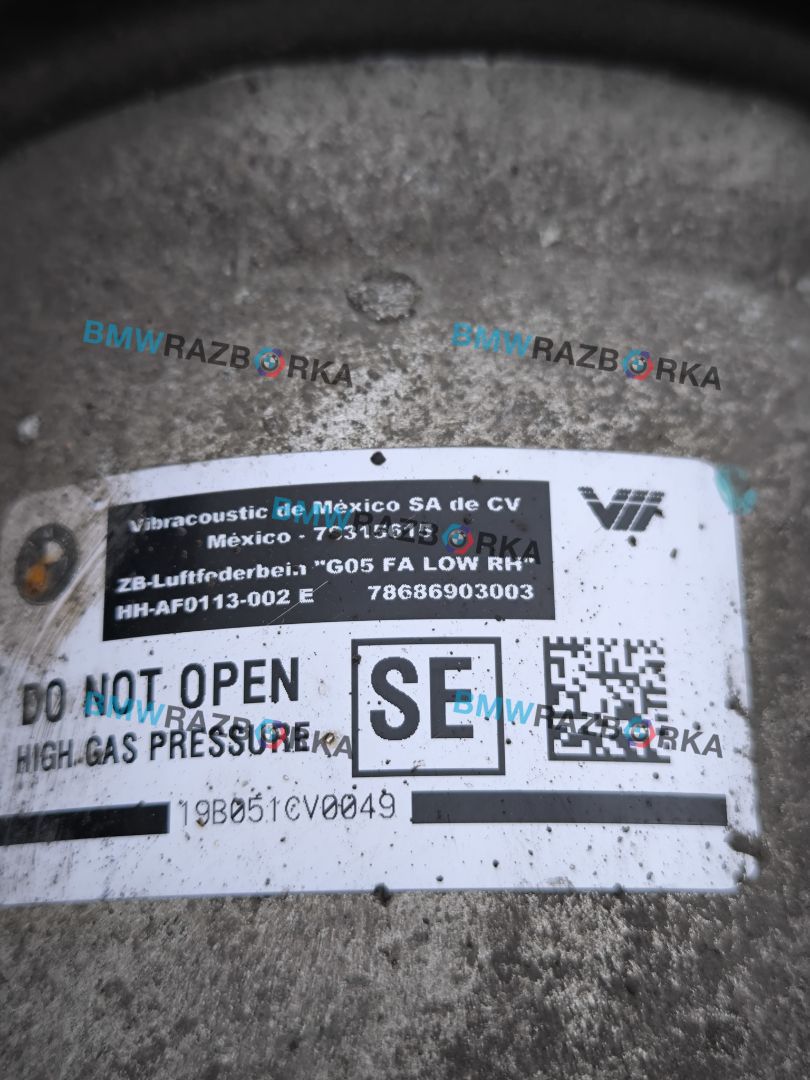 BMWRAZBORKA BMWRAZBORKA
Vibracoustic de México SA de CV
BMWRAZBORKA
México -
ZB-Luftfederbein "G05 FA LOW RH"
HH-AF0113-002 E 78686903003
DO NOT OPEN
SE
BMWRAZBORKA BMWRAZBORKA
HIGH GAS PRESSURE
19B051CV0049